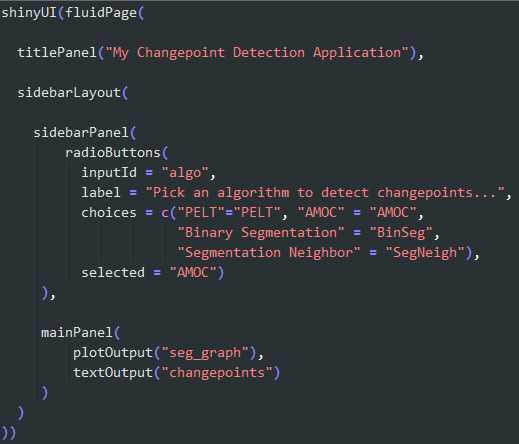 shinyUI(fluidPage(
titlePanel("My Changepoint Detection Application"),
sidebarLayout(
sidebarPanel(
radioButtons(
inputId = "algo",
label = "Pick an algorithm to detect changepoints...",
choices = c("PELT"="PELT", "AMOC" = "AMOC",
"Binary Segmentation" = "BinSeg",
"Segmentation Neighbor" = "SegNeigh"),
selected = "AMOC")
),
mainPanel(
plotOutput("seg_graph"),
textOutput("changepoints")
)
)
))